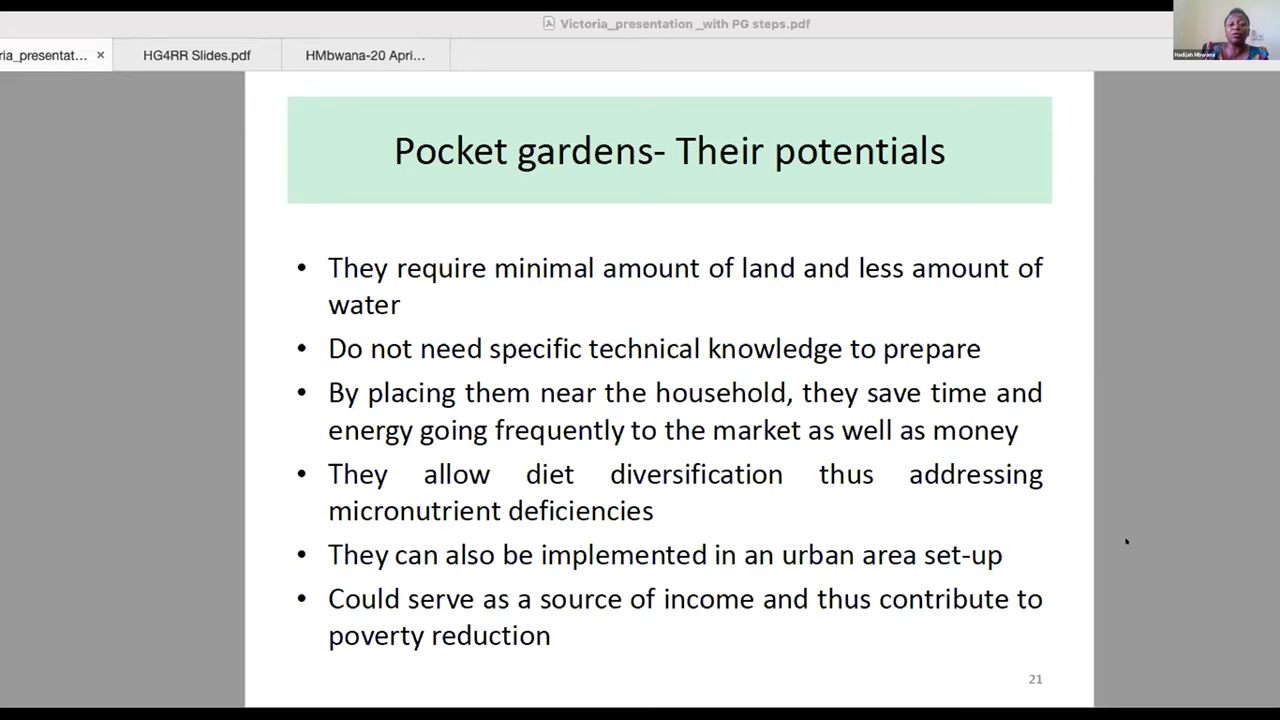 Victoria_presentation _with PG steps.pdf
ria_presentat... ×
HG4RR Slides.pdf
HMbwana-20 Apri...
Hadijah Mbwana
Pocket gardens- Their potentials
• They require minimal amount of land and less amount of
water
• Do not need specific technical knowledge to prepare
• By placing them near the household, they save time and
energy going frequently to the market as well as money
• They allow diet diversification thus addressing
micronutrient deficiencies
• They can also be implemented in an urban area set-up
• Could serve as a source of income and thus contribute to
poverty reduction
21